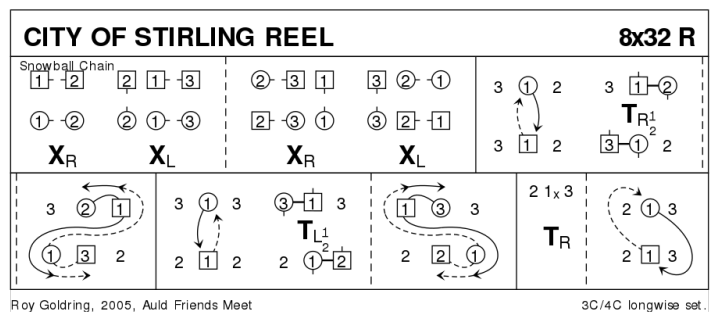 CITY OF STIRLING REEL 8x32 R
Snowball Chain
1 2 2 1 3 2 3 1 3 2 1 3 1 2 3 1 2
1 2 2 1 3 2 3 1 3 2 1 3 1 2 3 1 2
XR XL XR XL TR 1 2
3 2 1 3 1 3 3 1 3 1 3 3 2 1x 3 2 1 3
1 3 2 2 1 2 2 1 2 2 2 1 2 1 3
TL 1 2 TR
Roy Goldring, 2005, Auld Friends Meet 3C/4C longwise set.